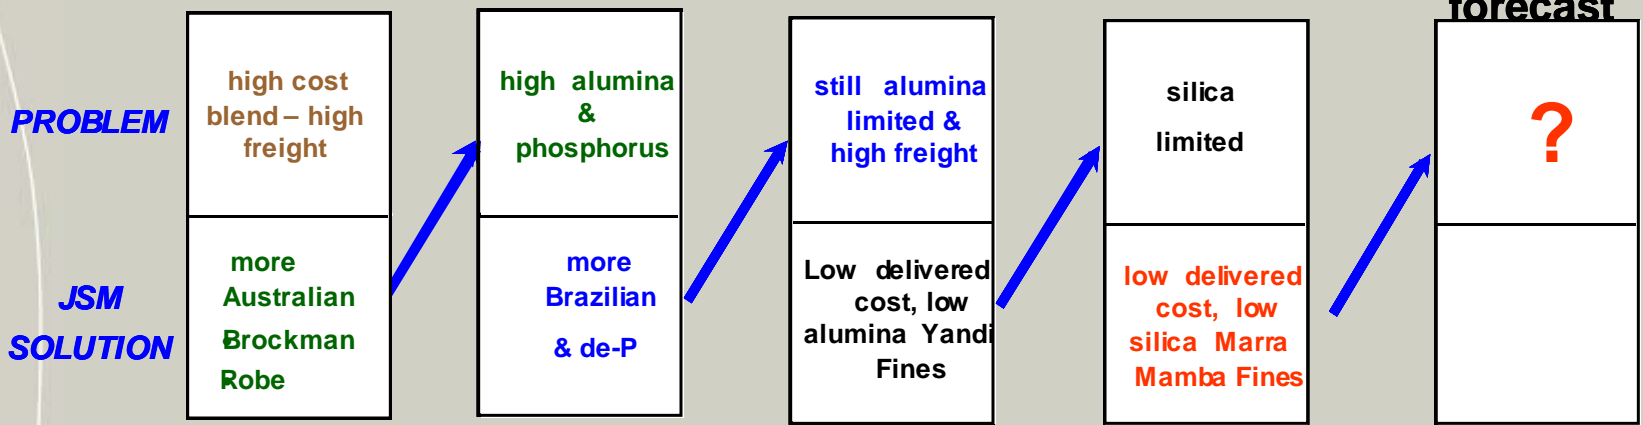 forecast
PROBLEM
high cost
blend – high
freight
high alumina
&
phosphorus
still alumina
limited &
high freight
silica
limited
?
JSM
SOLUTION
more
Australian
Brockman
Robe
more
Brazilian
& de-P
Low delivered
cost, low
alumina Yandi
Fines
low delivered
cost, low
silica Marra
Mamba Fines